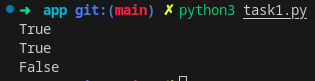 ➜ app git:(main) ✗ python3 task1.py
True
True
False